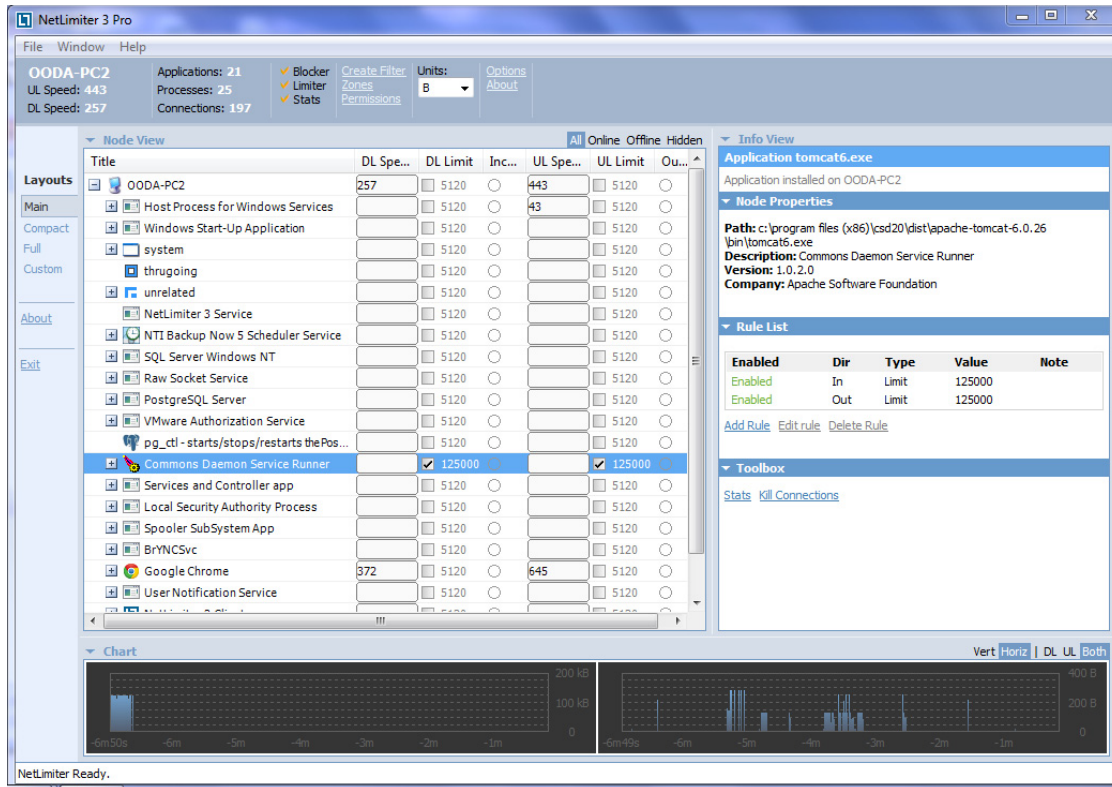 NetLimiter 3 Pro
File Window Help
OODA-PC2
UL Speed: 443
DL Speed: 257
Applications: 21
Processes: 25
Connections: 197
Blocker
Limiter
Stats
Create Filter
Zones
Permissions
Units:
B
Options
About
Layouts
Main
Compact
Full
Custom
About
Exit
Node View All Online Offline Hidden
Title DL Spe... DL Limit Inc... UL Spe... UL Limit Ou...
OODA-PC2 257 5120 443 5120
Host Process for Windows Services 5120 43 5120
Windows Start-Up Application 5120 5120
system 5120 5120
thrugoing 5120 5120
unrelated 5120 5120
NetLimiter 3 Service 5120 5120
NTI Backup Now 5 Scheduler Service 5120 5120
SQL Server Windows NT 5120 5120
Raw Socket Service 5120 5120
PostgreSQL Server 5120 5120
VMware Authorization Service 5120 5120
pg_ctl - starts/stops/restarts the Pos... 5120 5120
Commons Daemon Service Runner 125000 125000
Services and Controller app 5120 5120
Local Security Authority Process 5120 5120
Spooler SubSystem App 5120 5120
BrYNCSvc 5120 5120
Google Chrome 372 5120 645 5120
User Notification Service 5120 5120
Info View
Application tomcat6.exe
Application installed on OODA-PC2
Node Properties
Path: c:\program files (x86)\csd20\dist\apache-tomcat-6.0.26
\bin\tomcat6.exe
Description: Commons Daemon Service Runner
Version: 1.0.2.0
Company: Apache Software Foundation
Rule List
Enabled Dir Type Value Note
Enabled In Limit 125000
Enabled Out Limit 125000
Add Rule Edit rule Delete Rule
Toolbox
Stats Kill Connections
Chart Vert Horiz | DL UL Both
200 kB
100 kB
0
-6m50s -6m -5m -4m -3m -2m -1m
400 B
200 B
0
-6m49s -6m -5m -4m -3m -2m -1m
NetLimiter Ready.